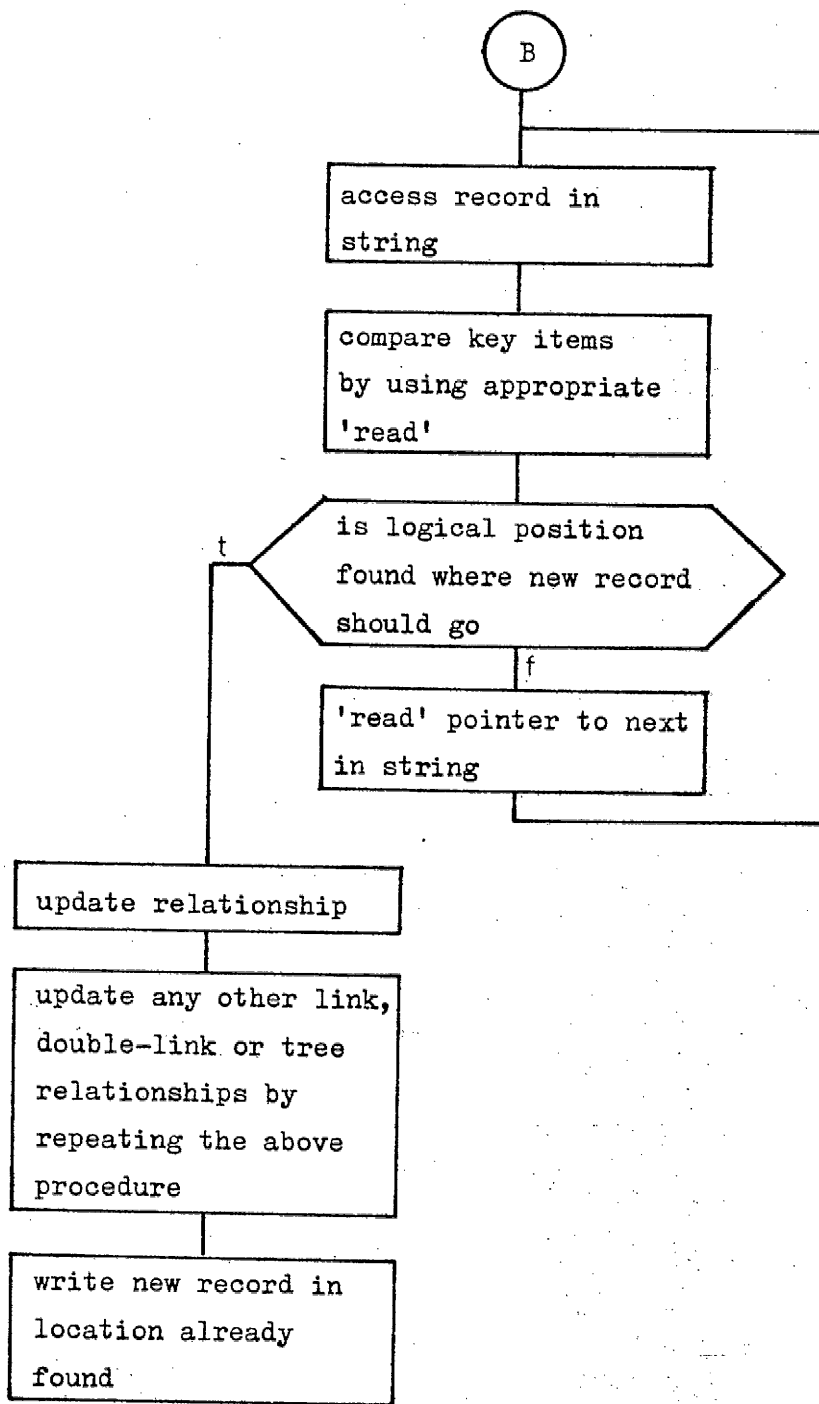 B
access record in
string
compare key items
by using appropriate
'read'
is logical position
found where new record
should go
t
f
'read' pointer to next
in string
update relationship
update any other link,
double-link or tree
relationships by
repeating the above
procedure
write new record in
location already
found